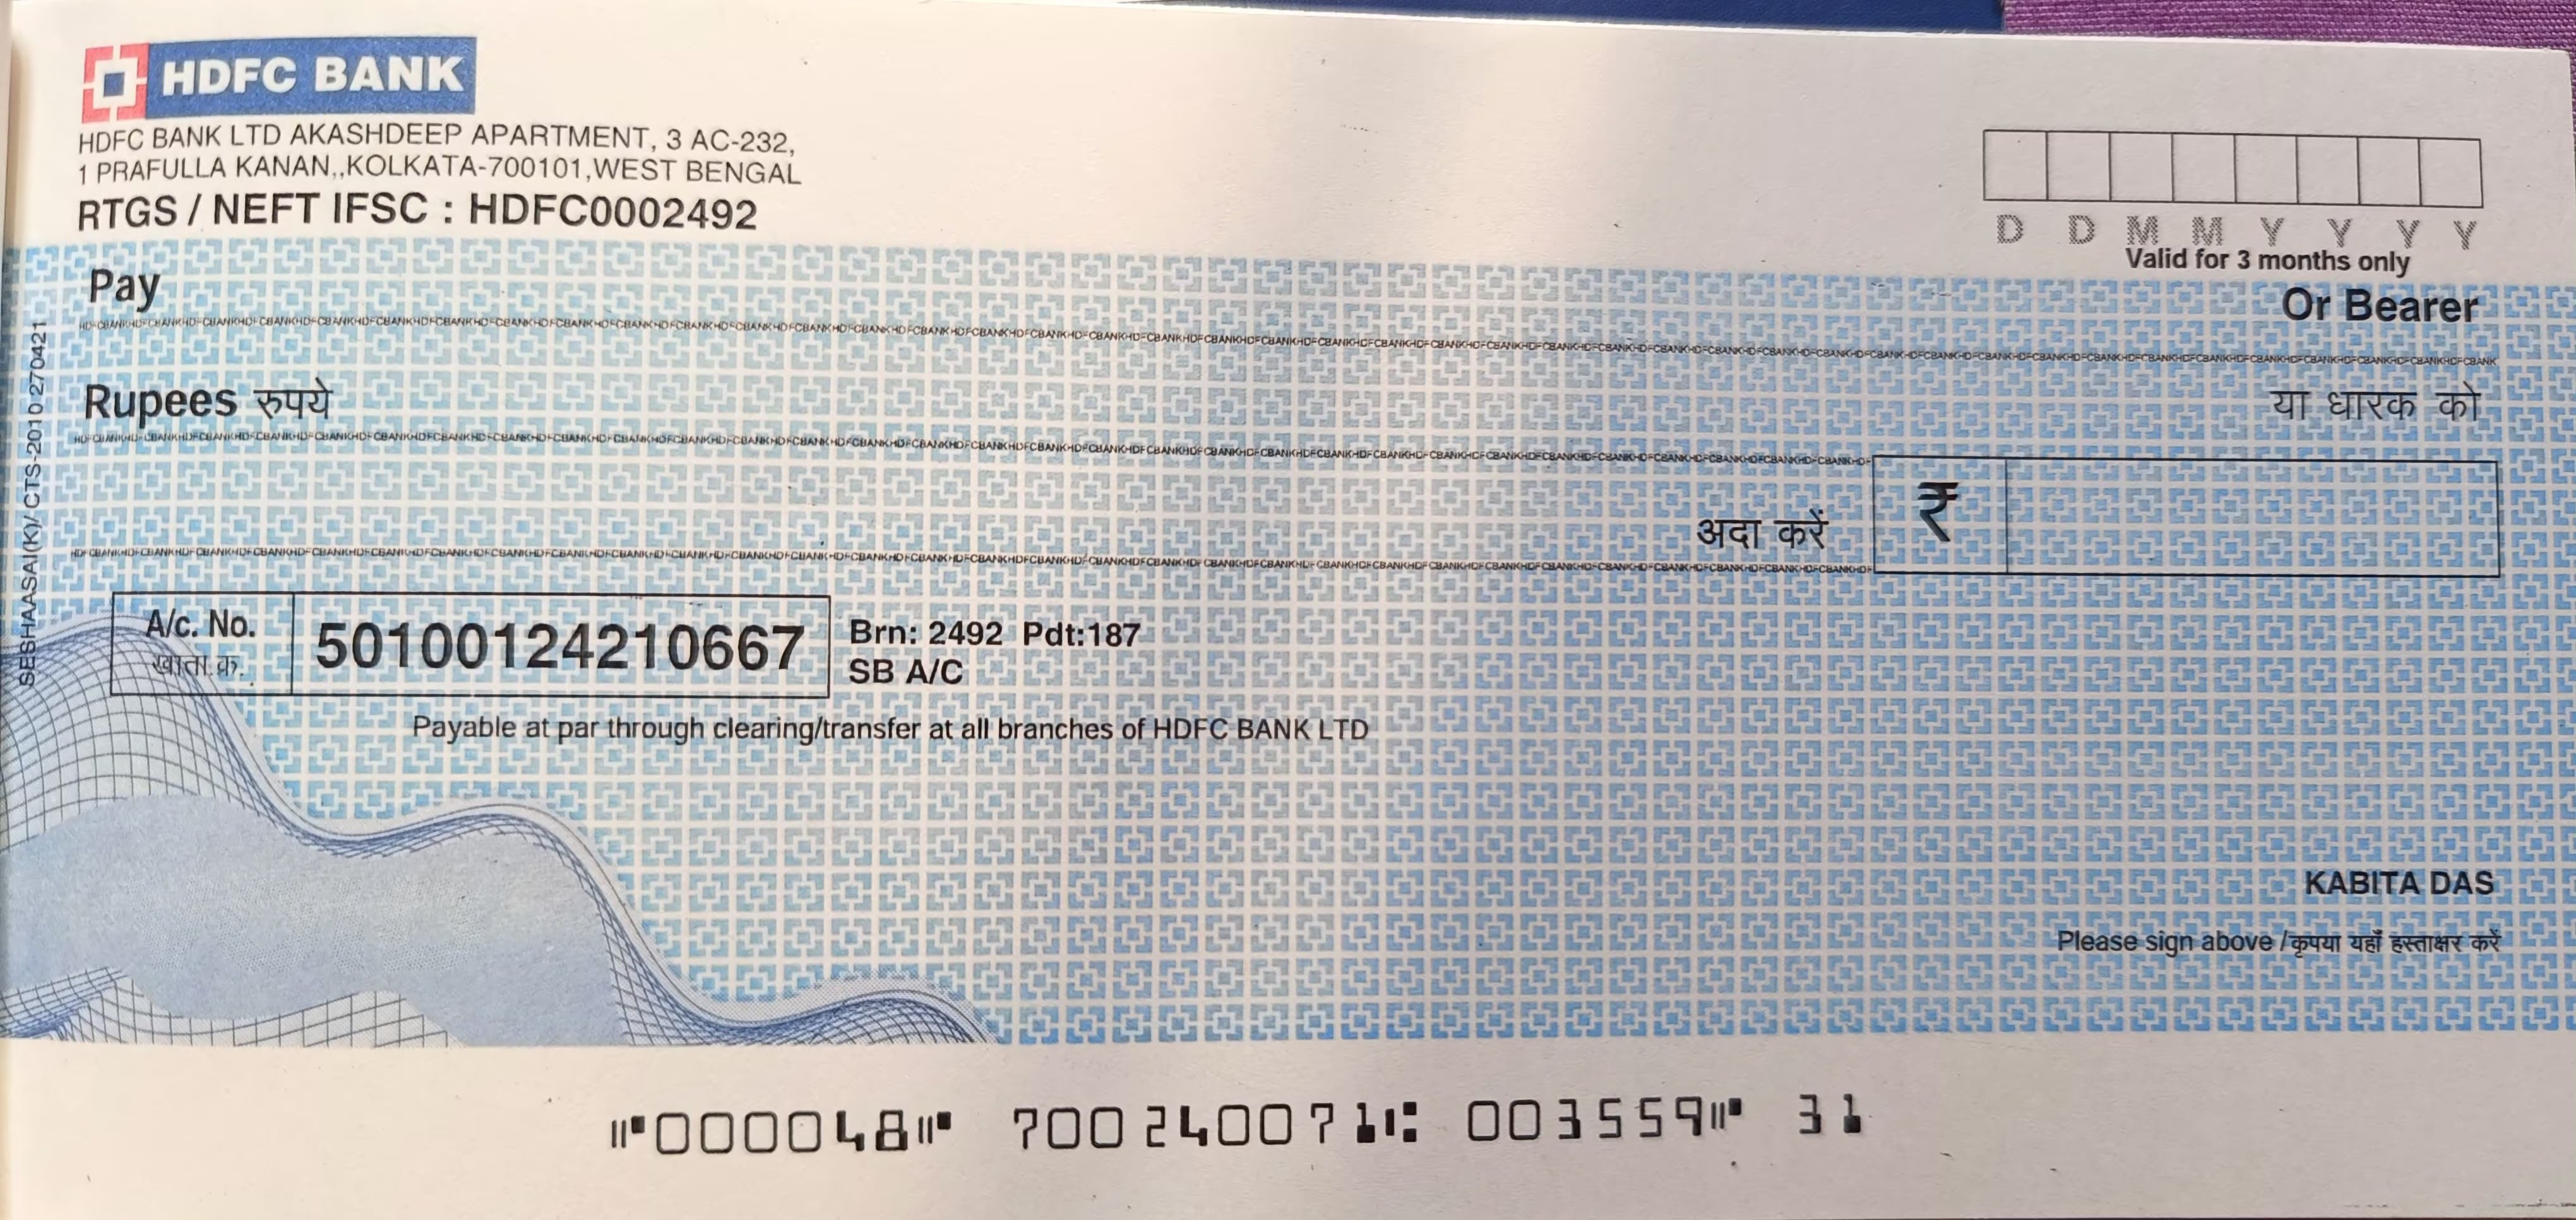 HDFC BANK
HDFC BANK LTD AKASHDEEP APARTMENT, 3 AC-232,
1 PRAFULLA KANAN,,KOLKATA-700101,WEST BENGAL
RTGS / NEFT IFSC : HDFC0002492
D D M M Y Y Y Y
Valid for 3 months only
Pay
Or Bearer
Rupees रुपये
या धारक को
अदा करें
₹
A/c. No.
खाता.क्र.
50100124210667
Brn: 2492 Pdt:187
SB A/C
Payable at par through clearing/transfer at all branches of HDFC BANK LTD
KABITA DAS
Please sign above /कृपया यहाँ हस्ताक्षर करें
SESHAASAI(K)/ CTS-2010 270421
⑈000048⑈ 700240071⑆ 003559⑈ 31